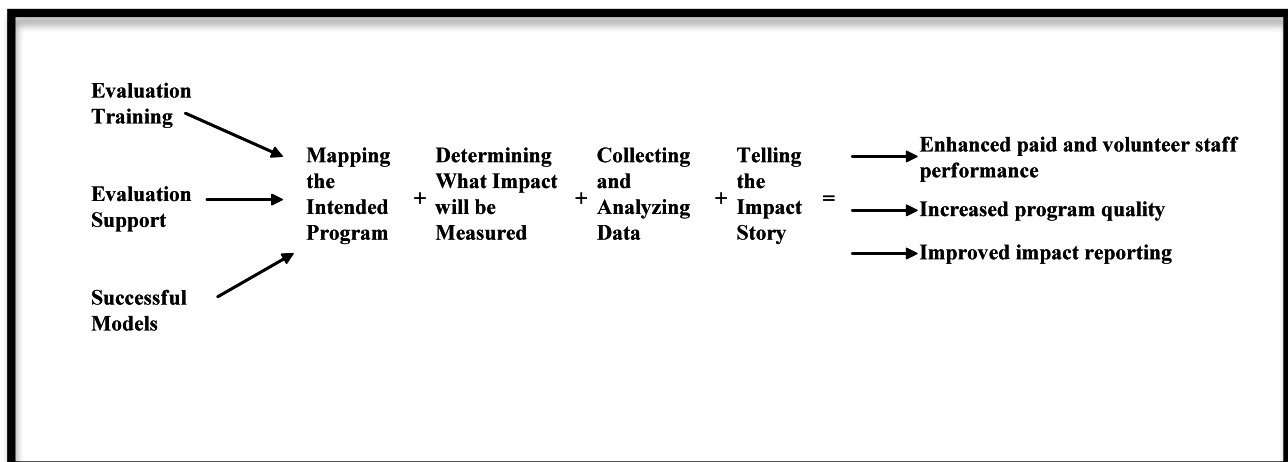 Evaluation
Training
Evaluation
Support
Successful
Models
Mapping
the
Intended
Program
+
Determining
What Impact
will be
Measured
+
Collecting
and
Analyzing
Data
+
Telling
the
Impact
Story
=
Enhanced paid and volunteer staff
performance
Increased program quality
Improved impact reporting